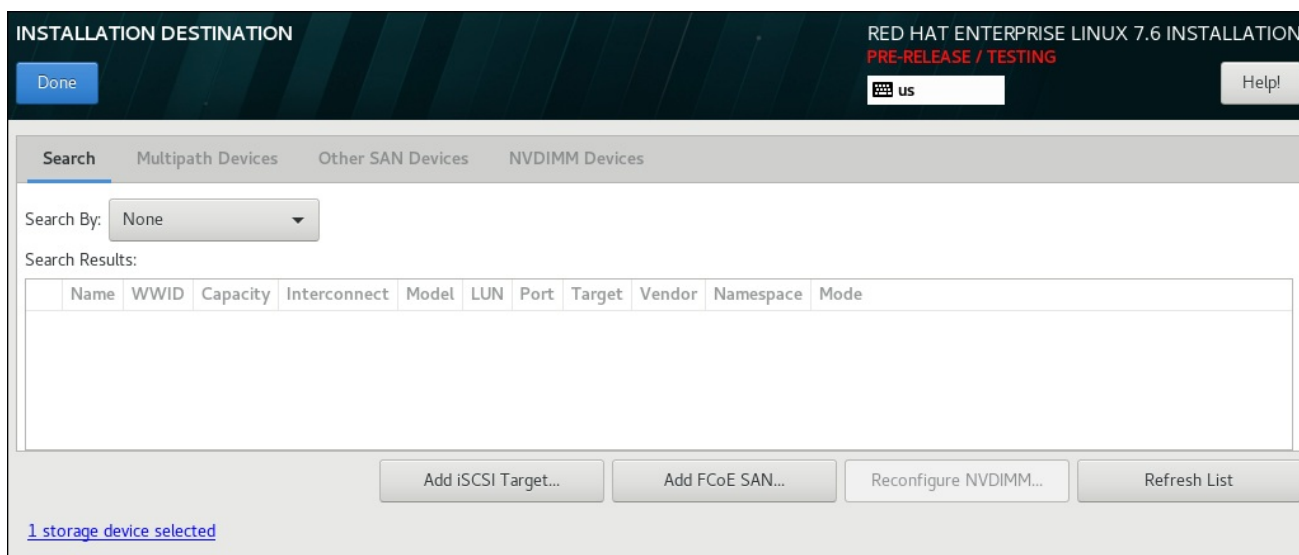 INSTALLATION DESTINATION
RED HAT ENTERPRISE LINUX 7.6 INSTALLATION
PRE-RELEASE / TESTING
Done
us
Help!
Search Multipath Devices Other SAN Devices NVDIMM Devices
Search By: None
Search Results:
Name WWID Capacity Interconnect Model LUN Port Target Vendor Namespace Mode
Add iSCSI Target... Add FCoE SAN... Reconfigure NVDIMM... Refresh List
1 storage device selected